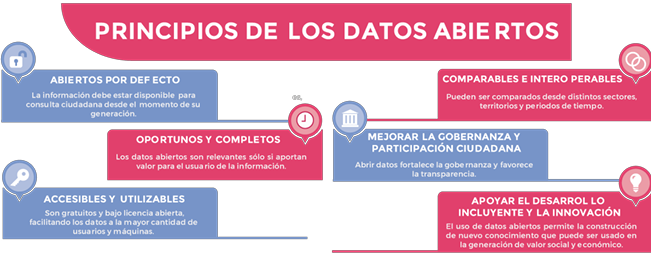 PRINCIPIOS DE LOS DATOS ABIERTOS
ABIERTOS POR DEFECTO
La información debe estar disponible para
consulta ciudadana desde el momento de su
generación.
OPORTUNOS Y COMPLETOS
Los datos abiertos son relevantes sólo si aportan
valor para el usuario de la información.
ACCESIBLES Y UTILIZABLES
Son gratuitos y bajo licencia abierta,
facilitando los datos a la mayor cantidad de
usuarios y máquinas.
COMPARABLES E INTERO PERABLES
Pueden ser comparados desde distintos sectores,
territorios y periodos de tiempo.
MEJORAR LA GOBERNANZA Y
PARTICIPACIÓN CIUDADANA
Abrir datos fortalece la gobernanza y favorece
la transparencia.
APOYAR EL DESARROL LO
INCLUYENTE Y LA INNOVACIÓN
El uso de datos abiertos permite la construcción
de nuevo conocimiento que puede ser usado en
la generación de valor social y económico.